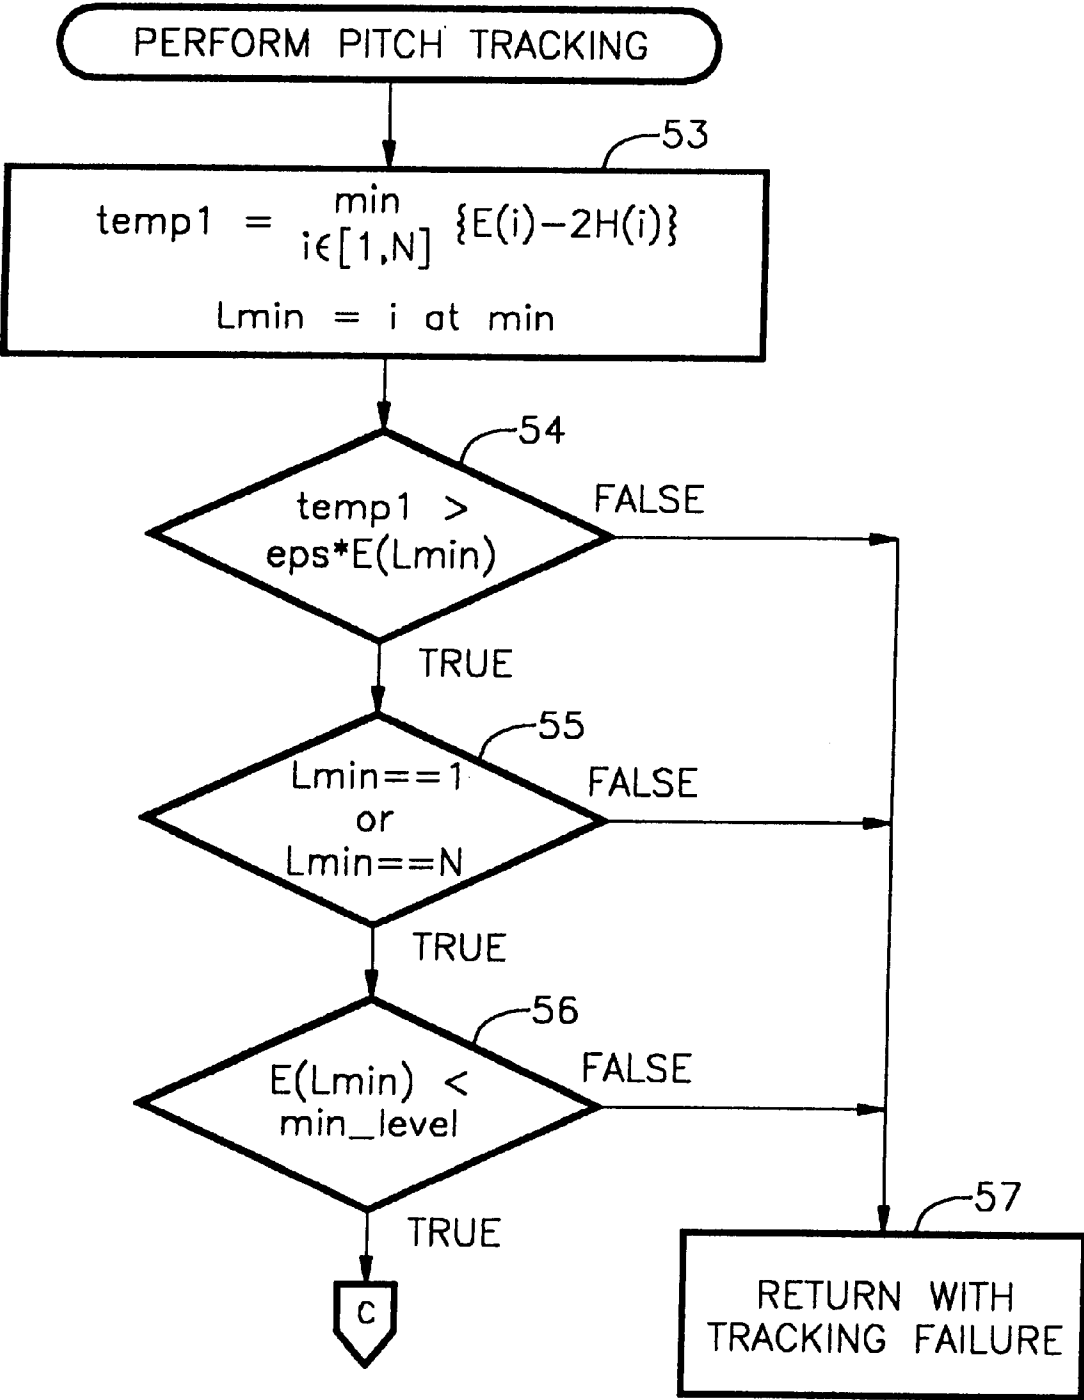 PERFORM PITCH TRACKING
53
temp1 = min {E(i)-2H(i)}
i∈[1,N]
Lmin = i at min
54
temp1 >
eps*E(Lmin)
FALSE
TRUE
55
Lmin==1
or
Lmin==N
FALSE
TRUE
56
E(Lmin) <
min_level
FALSE
TRUE
57
C
RETURN WITH
TRACKING FAILURE